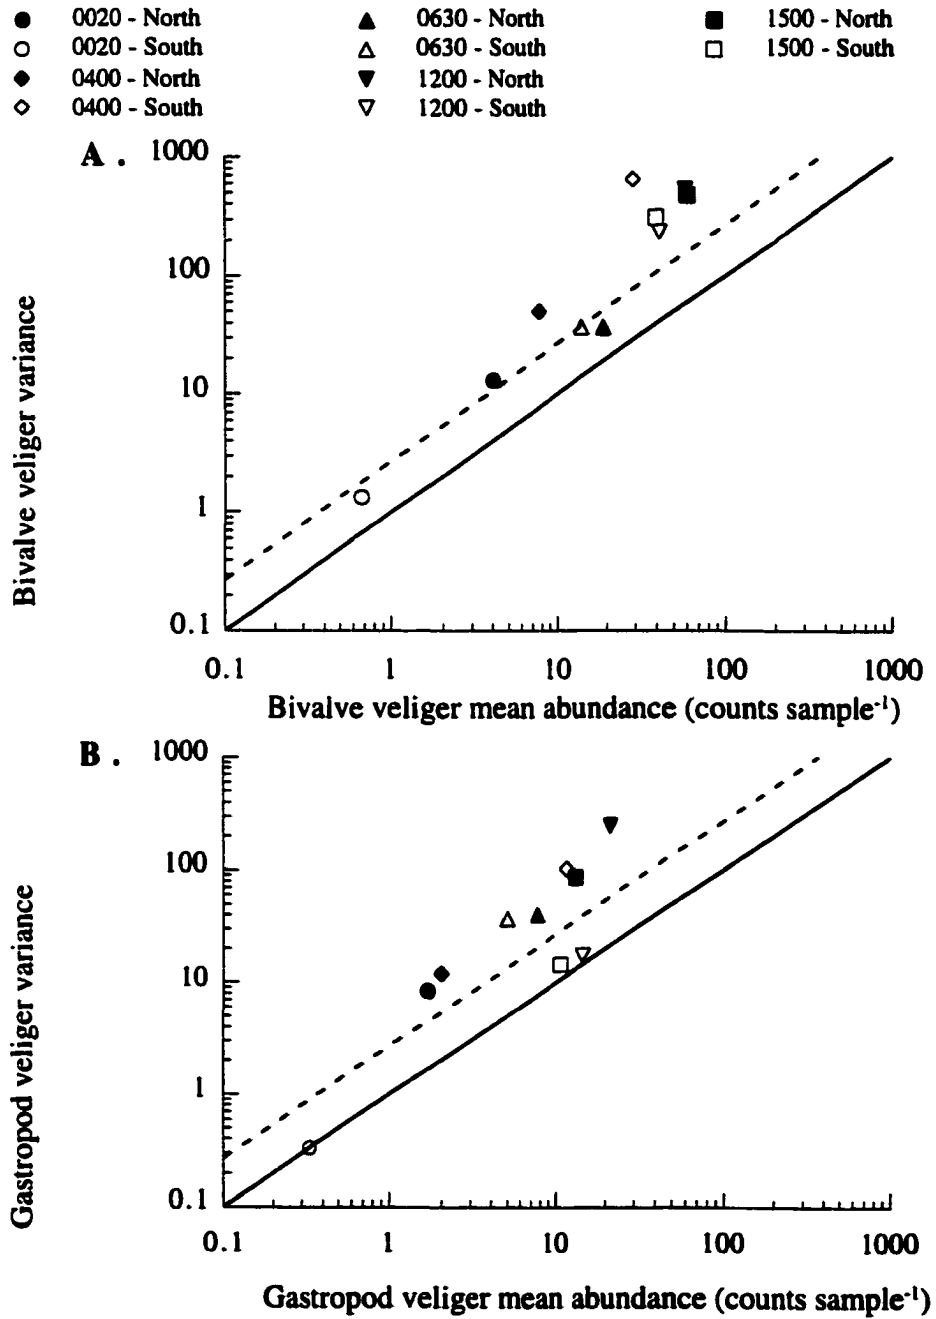 0020 - North 0630 - North 1500 - North
0020 - South 0630 - South 1500 - South
0400 - North 1200 - North
0400 - South 1200 - South
A .
1000
100
10
1
0.1
Bivalve veliger variance
0.1 1 10 100 1000
Bivalve veliger mean abundance (counts sample⁻¹)
B .
1000
100
10
1
0.1
Gastropod veliger variance
0.1 1 10 100 1000
Gastropod veliger mean abundance (counts sample⁻¹)